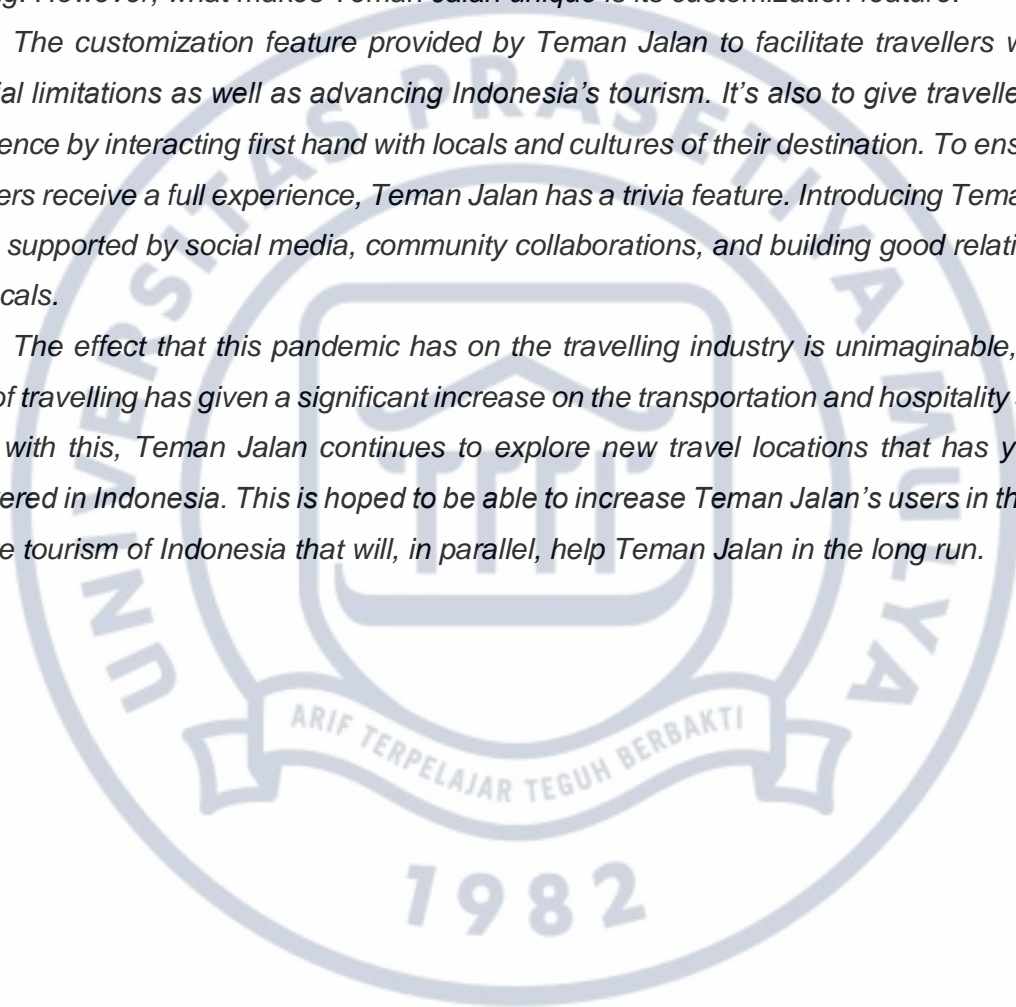 g. However, what makes Teman Jalan unique is its customization feature.
The customization feature provided by Teman Jalan to facilitate travellers w
ial limitations as well as advancing Indonesia's tourism. It's also to give travelle
ence by interacting first hand with locals and cultures of their destination. To ens
ers receive a full experience, Teman Jalan has a trivia feature. Introducing Tema
supported by social media, community collaborations, and building good relati
cals.
The effect that this pandemic has on the travelling industry is unimaginable,
of travelling has given a significant increase on the transportation and hospitality
with this, Teman Jalan continues to explore new travel locations that has y
ered in Indonesia. This is hoped to be able to increase Teman Jalan's users in th
e tourism of Indonesia that will, in parallel, help Teman Jalan in the long run.
UNIVERSITAS PRASETIYA MULYA
ARIF TERPELAJAR TEGUH BERBAKTI
1982